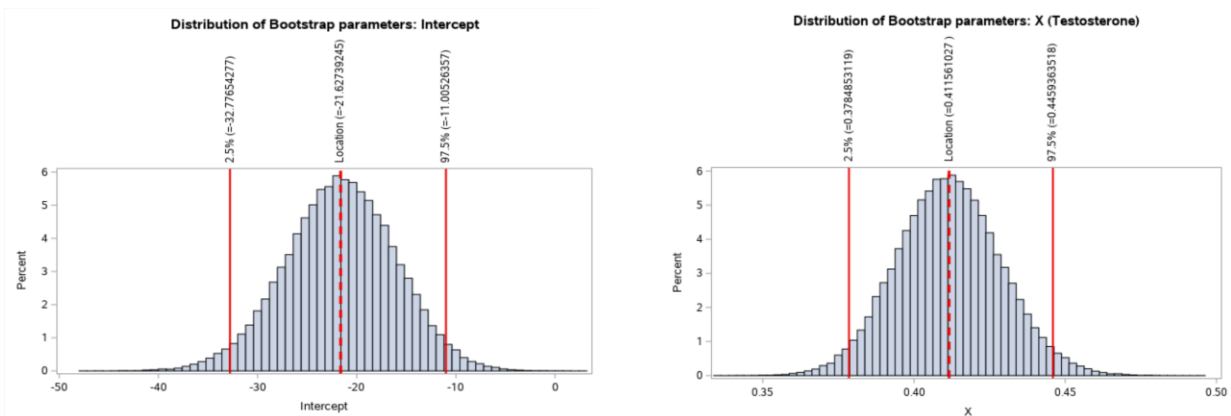 Distribution of Bootstrap parameters: Intercept
2.5% (=-32.77654277)
Location (=-21.62739245)
97.5% (=-11.00526357)
Percent
6
5
4
3
2
1
0
-50 -40 -30 -20 -10 0
Intercept
Distribution of Bootstrap parameters: X (Testosterone)
2.5% (=0.3784853119)
Location (=0.411561027 )
97.5% (=0.4459363518)
Percent
6
5
4
3
2
1
0
0.35 0.40 0.45 0.50
X